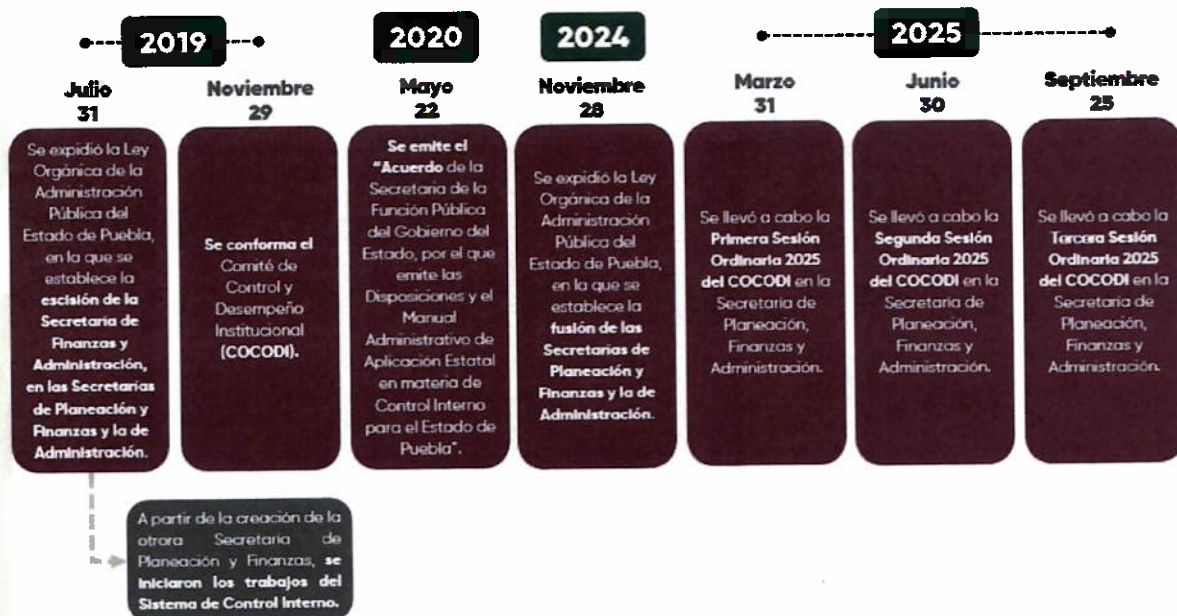 2019
Julio
31
Se expidió la Ley
Orgánica de la
Administración
Pública del
Estado de Puebla,
en la que se
establece la
escisión de la
Secretaría de
Finanzas y
Administración,
en las Secretarías
de Planeación y
Finanzas y la de
Administración.
A partir de la creación de la
otrora Secretaría de
Planeación y Finanzas, se
iniciaron los trabajos del
Sistema de Control Interno.
Noviembre
29
Se conforma el
Comité de
Control y
Desempeño
Institucional
(COCODI).
2020
Mayo
22
Se emite el
"Acuerdo de la
Secretaria de la
Función Pública
del Gobierno del
Estado, por el que
emite las
Disposiciones y el
Manual
Administrativo de
Aplicación Estatal
en materia de
Control Interno
para el Estado de
Puebla".
2024
Noviembre
28
Se expidió la Ley
Orgánica de la
Administración
Pública del
Estado de Puebla,
en la que se
establece la
fusión de las
Secretarías de
Planeación y
Finanzas y la de
Administración.
2025
Marzo
31
Se llevó a cabo la
Primera Sesión
Ordinaria 2025
del COCODI en la
Secretaría de
Planeación,
Finanzas y
Administración.
Junio
30
Se llevó a cabo la
Segunda Sesión
Ordinaria 2025
del COCODI en la
Secretaría de
Planeación,
Finanzas y
Administración.
Septiembre
25
Se llevó a cabo la
Tercera Sesión
Ordinaria 2025
del COCODI en la
Secretaría de
Planeación,
Finanzas y
Administración.